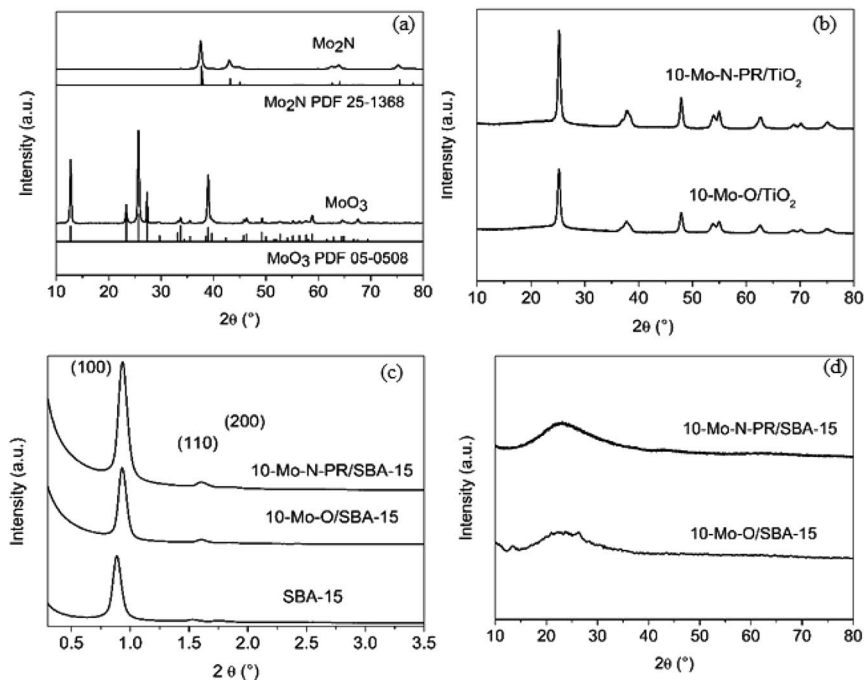 (a)
Mo₂N
Mo₂N PDF 25-1368
MoO₃
MoO₃ PDF 05-0508
Intensity (a.u.)
10 20 30 40 50 60 70 80
2θ (°)
(b)
10-Mo-N-PR/TiO₂
10-Mo-O/TiO₂
Intensity (a.u.)
10 20 30 40 50 60 70 80
2θ (°)
(c)
(100)
(200)
(110)
10-Mo-N-PR/SBA-15
10-Mo-O/SBA-15
SBA-15
Intensity (a.u.)
0.5 1.0 1.5 2.0 2.5 3.0 3.5
2 θ (°)
(d)
10-Mo-N-PR/SBA-15
10-Mo-O/SBA-15
Intensity (a.u.)
10 20 30 40 50 60 70 80
2θ (°)